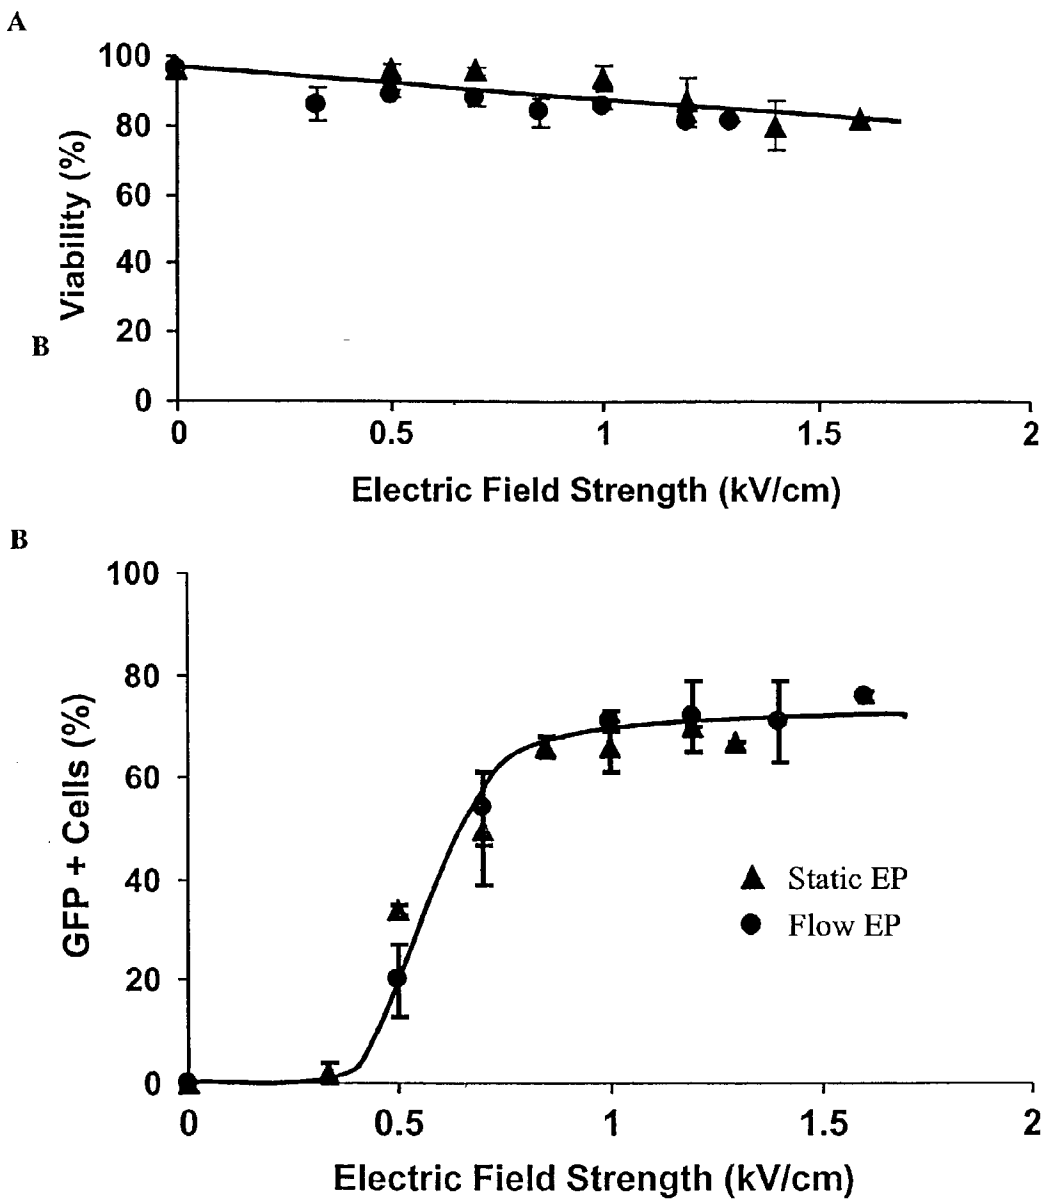 A
100
80
60
40
20
0
Viability (%)
B
0 0.5 1 1.5 2
Electric Field Strength (kV/cm)
B
100
80
60
40
20
0
GFP + Cells (%)
Static EP
Flow EP
0 0.5 1 1.5 2
Electric Field Strength (kV/cm)